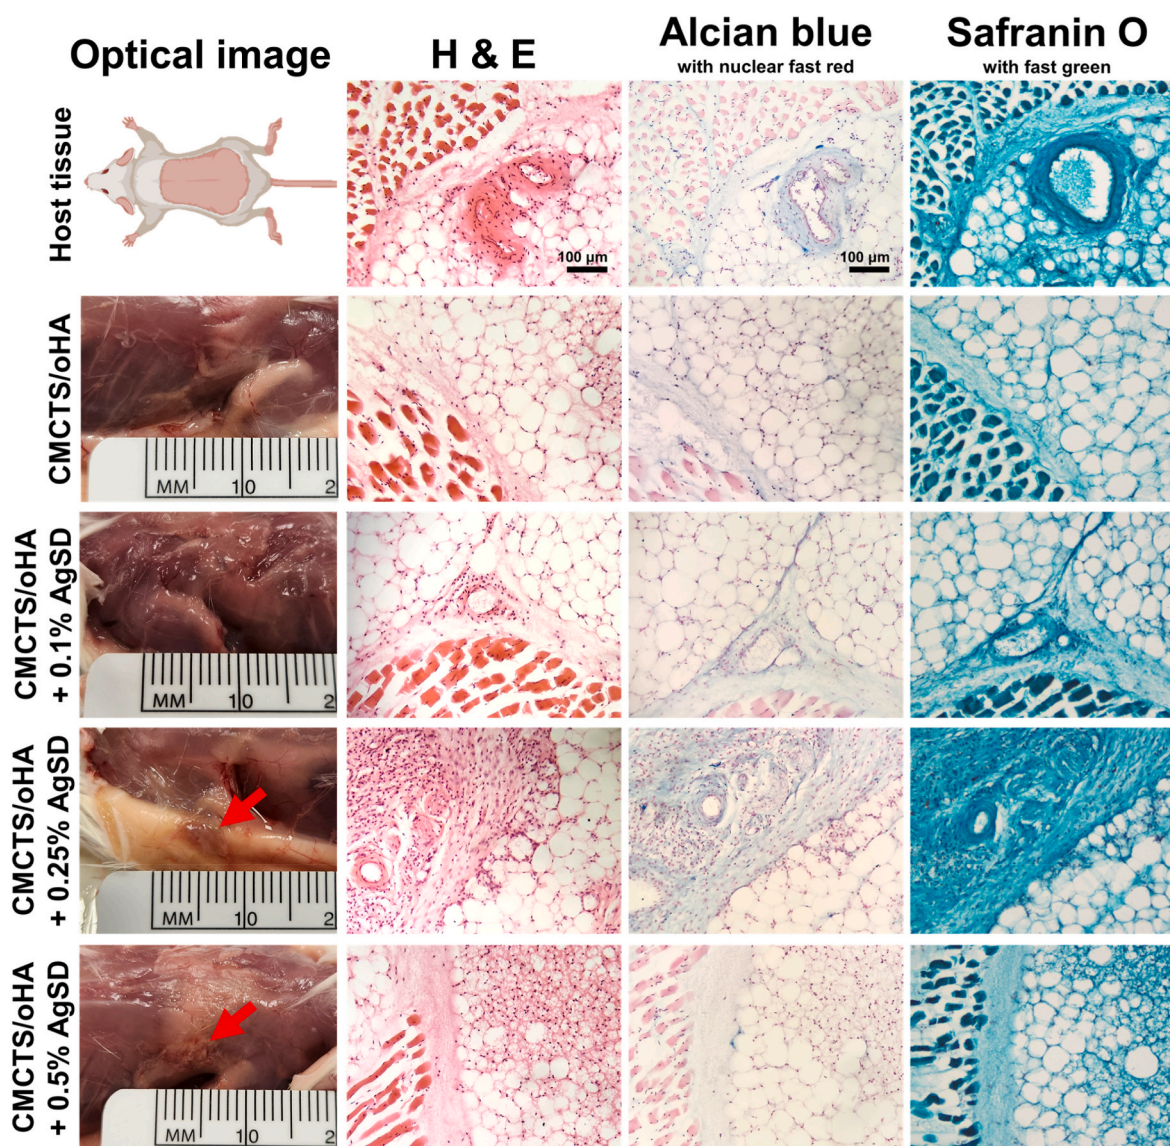 Optical image
H & E
Alcian blue
with nuclear fast red
Safranin O
with fast green
Host tissue
100 µm
100 µm
CMCTS/oHA
MM 10 2
CMCTS/oHA
+ 0.1% AgSD
MM 10 2
CMCTS/oHA
+ 0.25% AgSD
MM 10 2
CMCTS/oHA
+ 0.5% AgSD
MM 10 2